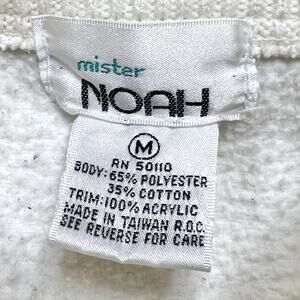 mister
NOAH
M
RN 50110
BODY: 65% POLYESTER
35% COTTON
TRIM: 100% ACRYLIC
MADE IN TAIWAN R.O.C.
SEE REVERSE FOR CARE